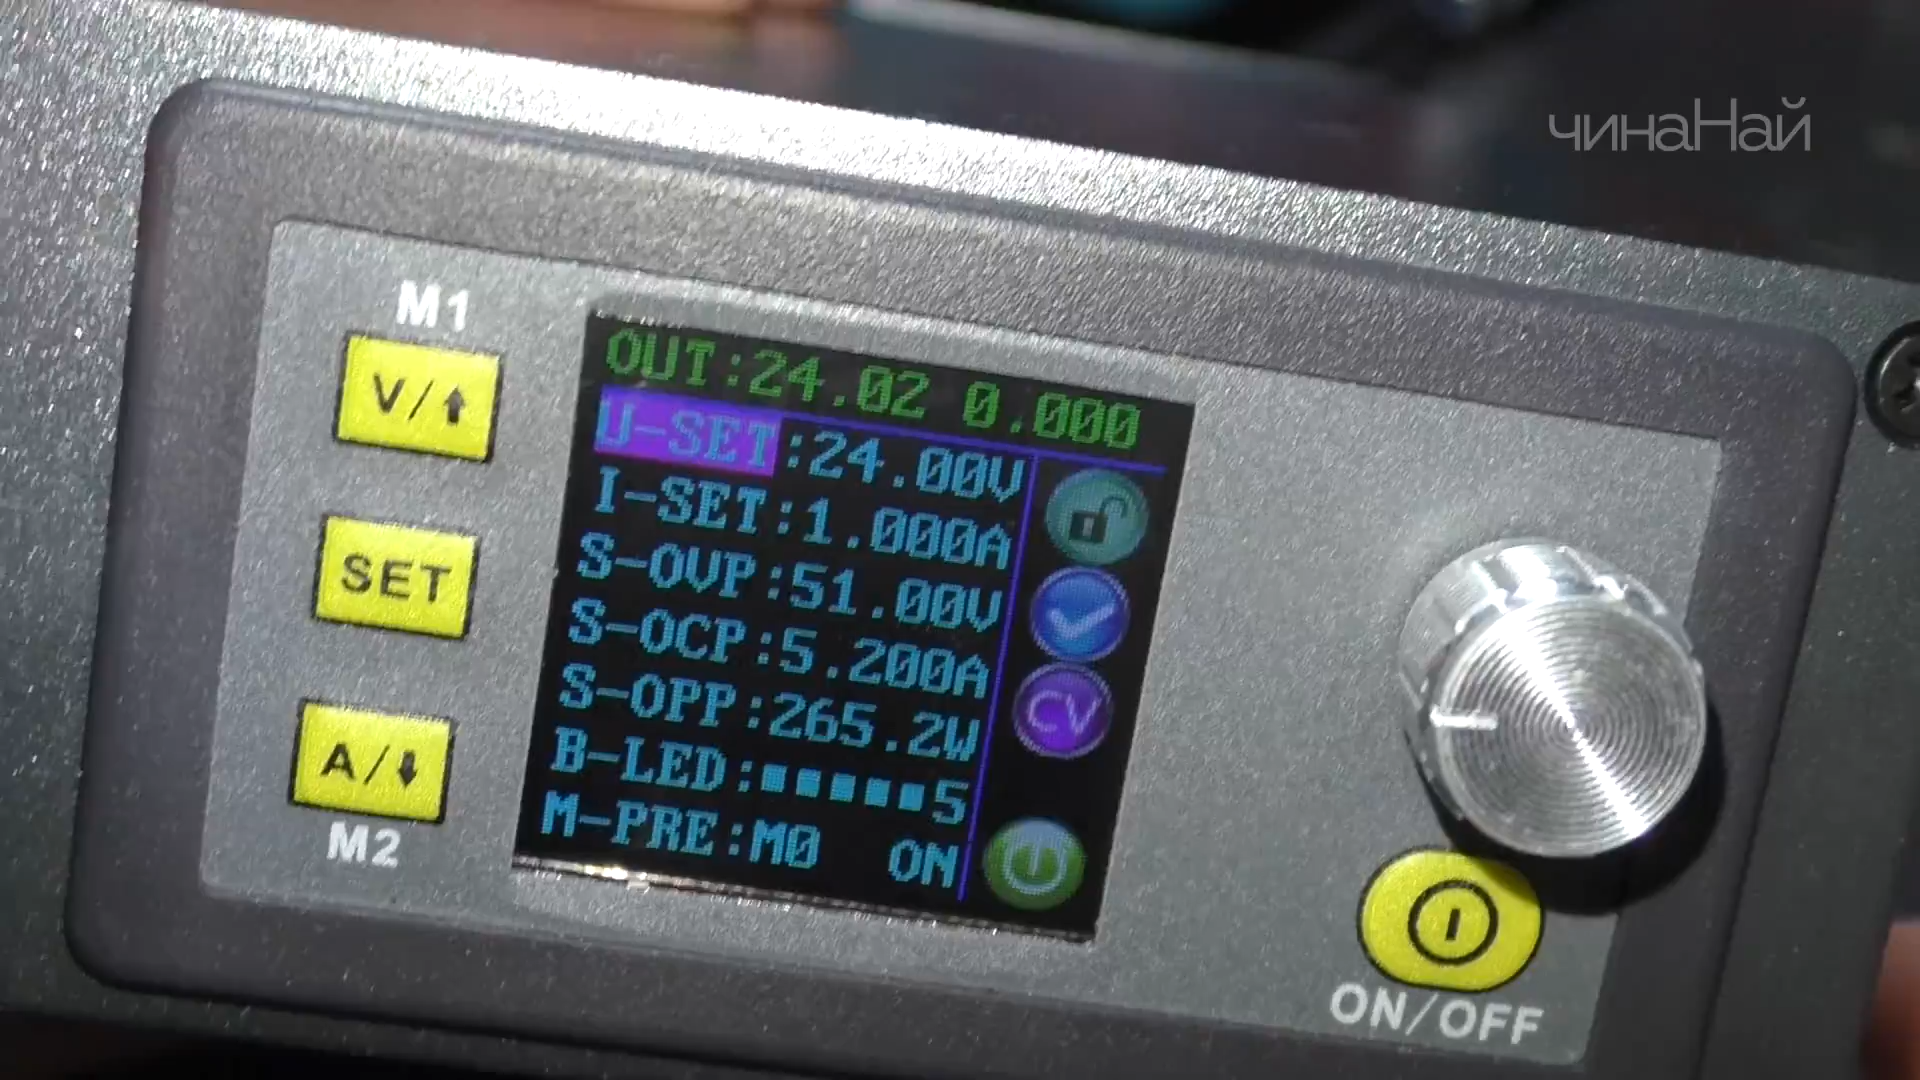 чинаНай
M1
V/⬆
SET
A/⬇
M2
OUT:24.02 0.000
U-SET:24.00V
I-SET:1.000A
S-OVP:51.00V
S-OCP:5.200A
S-OPP:265.2W
B-LED:▪▪▪▪▪5
M-PRE:M0 ON
CV
ON/OFF